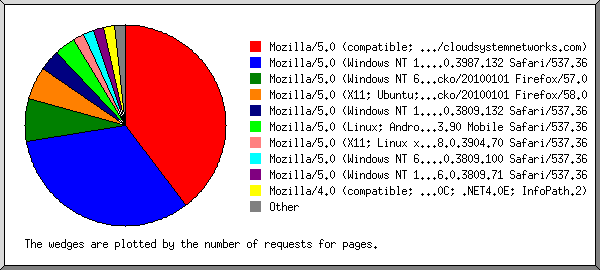 Mozilla/5.0 (compatible; .../cloudsystemnetworks.com)
Mozilla/5.0 (Windows NT 1....0.3987.132 Safari/537.36
Mozilla/5.0 (Windows NT 6...cko/20100101 Firefox/57.0
Mozilla/5.0 (X11; Ubuntu;...cko/20100101 Firefox/58.0
Mozilla/5.0 (Windows NT 1....0.3809.132 Safari/537.36
Mozilla/5.0 (Linux; Andro...3.90 Mobile Safari/537.36
Mozilla/5.0 (X11; Linux x...8.0.3904.70 Safari/537.36
Mozilla/5.0 (Windows NT 6....0.3809.100 Safari/537.36
Mozilla/5.0 (Windows NT 1...6.0.3809.71 Safari/537.36
Mozilla/4.0 (compatible; ...0C; .NET4.0E; InfoPath.2)
Other
The wedges are plotted by the number of requests for pages.